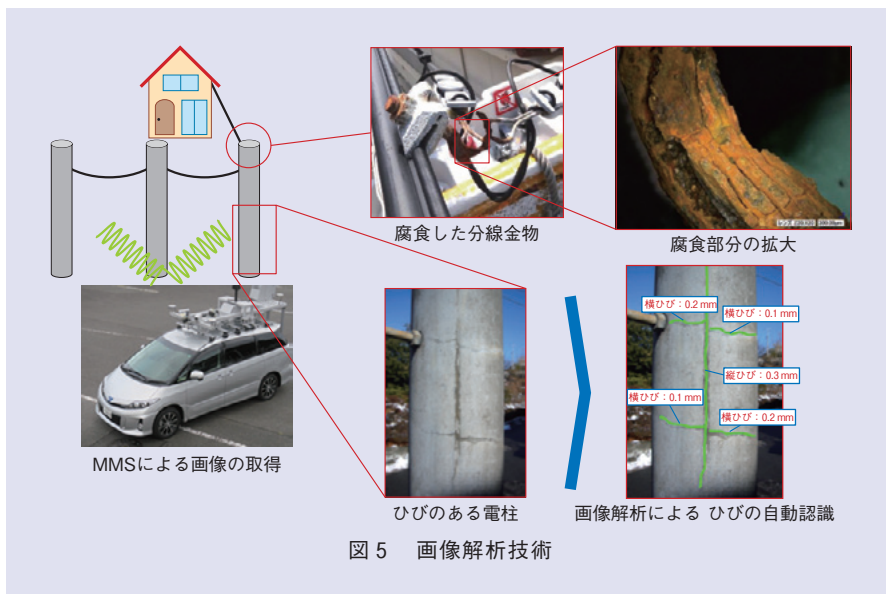 腐食した分線金物
腐食部分の拡大
MMSによる画像の取得
横ひび：0.2 mm
横ひび：0.1 mm
縦ひび：0.3 mm
横ひび：0.1 mm
横ひび：0.2 mm
ひびのある電柱
画像解析による ひびの自動認識
図 5 画像解析技術